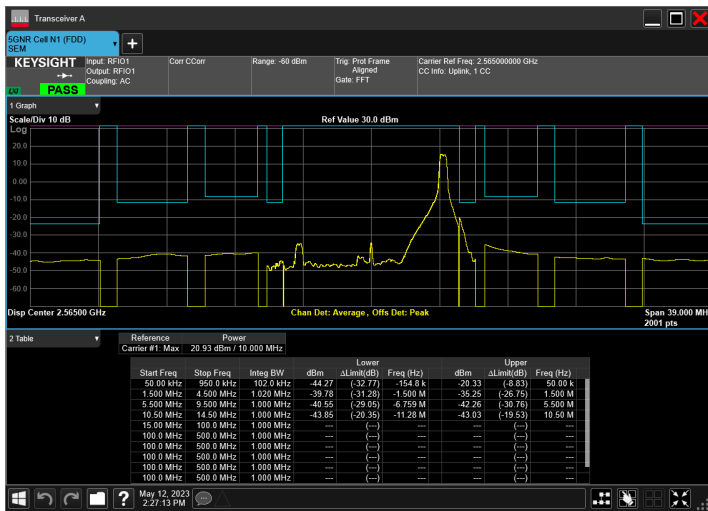 Transceiver A
5GNR Cell N1 (FDD)
SEM
KEYSIGHT
PASS
Input: RFIO1
Output: RFIO1
Coupling: AC
Corr CCorr
Range: -60 dBm
Trig: Prot Frame
Aligned
Gate: FFT
Carrier Ref Freq: 2.565000000 GHz
CC Info: Uplink, 1 CC
1 Graph
Scale/Div 10 dB
Ref Value 30.0 dBm
Log
20.0
10.0
0.00
-10.0
-20.0
-30.0
-40.0
-50.0
-60.0
Disp Center 2.56500 GHz
Chan Det: Average, Offs Det: Peak
Span 39.000 MH
2001 pts
2 Table
Reference Power
Carrier #1: Max 20.93 dBm / 10.000 MHz
Lower Upper
Start Freq Stop Freq Integ BW dBm ΔLimit(dB) Freq (Hz) dBm ΔLimit(dB) Freq (Hz)
50.00 kHz 950.0 kHz 102.0 kHz -44.27 (-32.77) -154.8 k -20.33 (-8.83) 50.00 k
1.500 MHz 4.500 MHz 1.020 MHz -39.78 (-31.28) -1.500 M -35.25 (-26.75) 1.500 M
5.500 MHz 9.500 MHz 1.000 MHz -40.55 (-29.05) -6.759 M -42.26 (-30.76) 5.500 M
10.50 MHz 14.50 MHz 1.000 MHz -43.85 (-20.35) -11.28 M -43.03 (-19.53) 10.50 M
15.00 MHz 100.0 MHz 1.000 MHz --- (---) --- --- (---) ---
100.0 MHz 500.0 MHz 1.000 MHz --- (---) --- --- (---) ---
100.0 MHz 500.0 MHz 1.000 MHz --- (---) --- --- (---) ---
100.0 MHz 500.0 MHz 1.000 MHz --- (---) --- --- (---) ---
100.0 MHz 500.0 MHz 1.000 MHz --- (---) --- --- (---) ---
100.0 MHz 500.0 MHz 1.000 MHz --- (---) --- --- (---) ---
?
May 12, 2023
2:27:13 PM